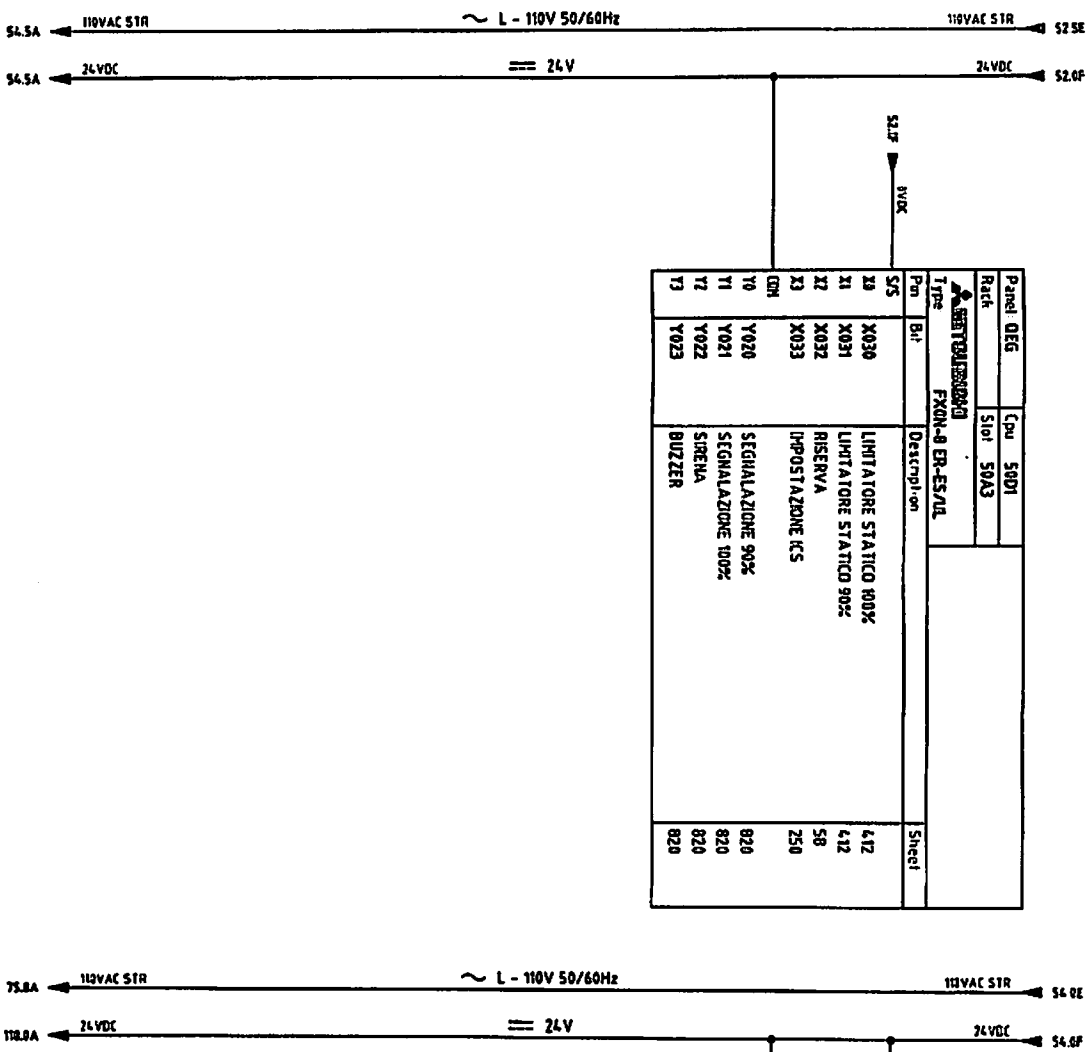 54.5A 110VAC STR ~ L - 110V 50/60Hz 110VAC STR 52.5E
54.5A 24VDC 24V 24VDC 52.0F
0VDC
Panel: QEG Cpu 50D1
Rack Slot 50A3
Type FX0N-8 ER-ES/UL
Pin Bit Description Sheet
S/S
X0 X030 LIMITATORE STATICO 100% 412
X1 X031 LIMITATORE STATICO 90% 412
X2 X032 RISERVA 58
X3 X033 IMPOSTAZIONE ICS 250
COM
Y0 Y020 SEGNALAZIONE 90% 820
Y1 Y021 SEGNALAZIONE 100% 820
Y2 Y022 SIRENA 820
Y3 Y023 BUZZER 820
75.8A 110VAC STR ~ L - 110V 50/60Hz 110VAC STR 54.0E
118.0A 24VDC 24V 24VDC 54.0F